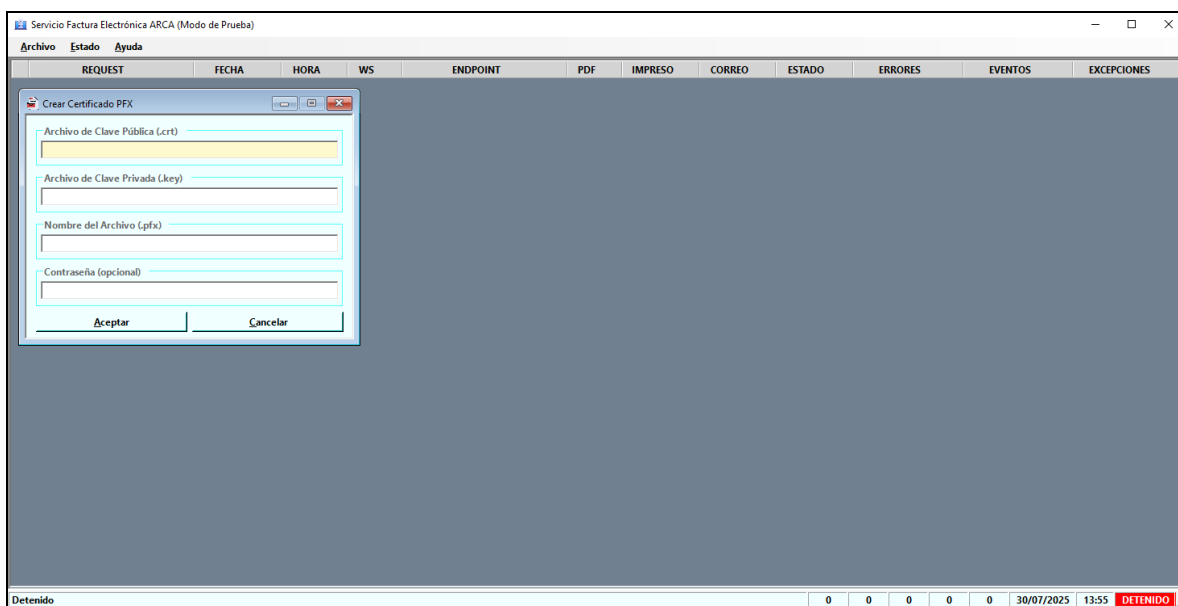 Servicio Factura Electrónica ARCA (Modo de Prueba)
Archivo Estado Ayuda
REQUEST FECHA HORA WS ENDPOINT PDF IMPRESO CORREO ESTADO ERRORES EVENTOS EXCEPCIONES
Crear Certificado PFX
Archivo de Clave Pública (.crt)
Archivo de Clave Privada (.key)
Nombre del Archivo (.pfx)
Contraseña (opcional)
Aceptar Cancelar
Detenido 0 0 0 0 0 30/07/2025 13:55 DETENIDO